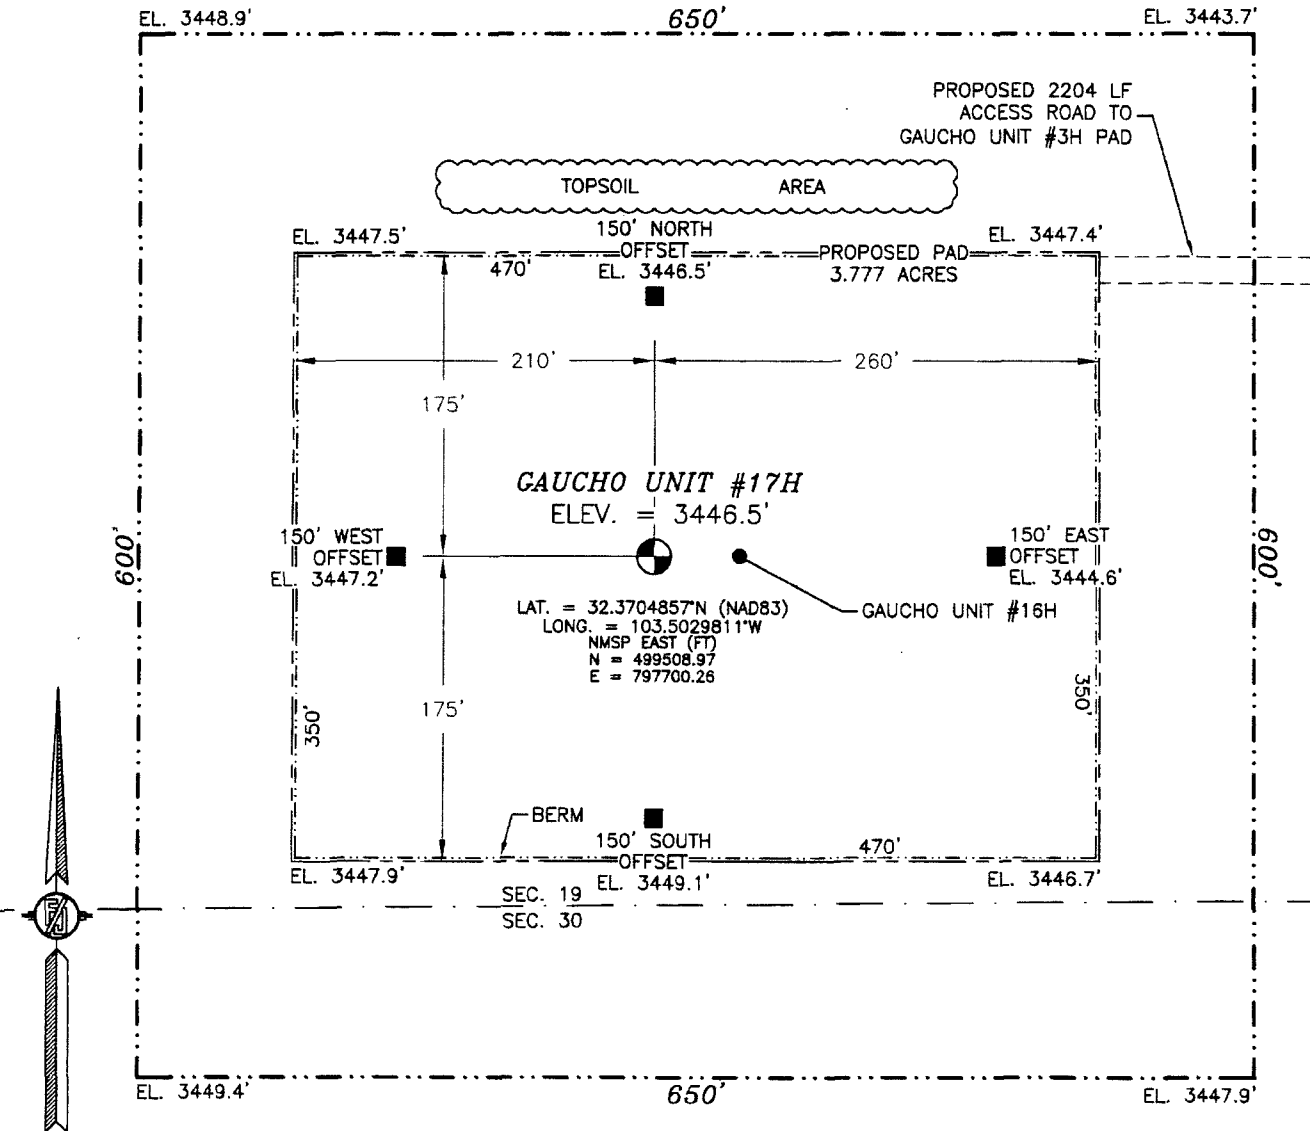 EL. 3448.9'
650'
EL. 3443.7'
PROPOSED 2204 LF
ACCESS ROAD TO
GAUCHO UNIT #3H PAD
TOPSOIL AREA
EL. 3447.5'
150' NORTH
OFFSET
EL. 3446.5'
EL. 3447.4'
470'
PROPOSED PAD
3.777 ACRES
210'
260'
175'
GAUCHO UNIT #17H
ELEV. = 3446.5'
600'
150' WEST
OFFSET
EL. 3447.2'
150' EAST
OFFSET
EL. 3444.6'
600'
LAT. = 32.3704857°N (NAD83)
LONG. = 103.5029811°W
NMSP EAST (FT)
N = 499508.97
E = 797700.26
GAUCHO UNIT #16H
350'
175'
350'
BERM
150' SOUTH
OFFSET
EL. 3449.1'
470'
EL. 3447.9'
EL. 3446.7'
SEC. 19
SEC. 30
EL. 3449.4'
650'
EL. 3447.9'